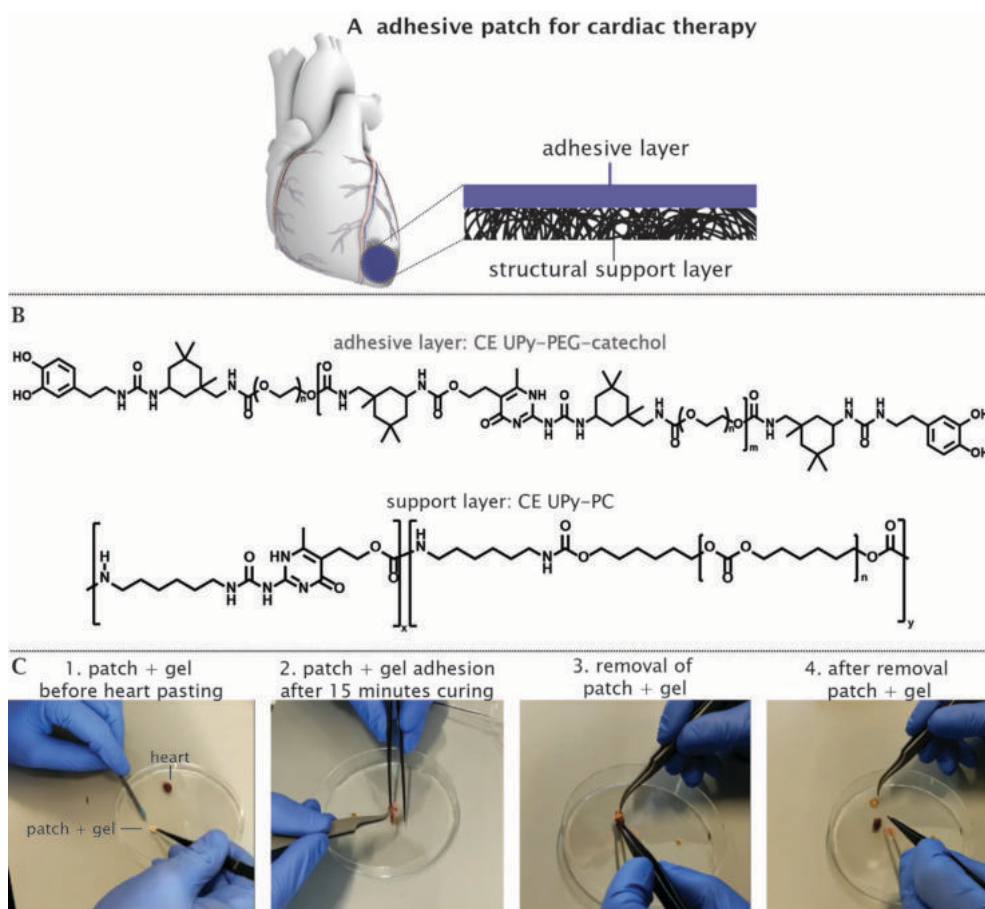 A adhesive patch for cardiac therapy
adhesive layer
structural support layer
B
adhesive layer: CE UPy-PEG-catechol
HO
HO
N
H
O
N
H
N
H
O
O
n
O
N
H
O
N
H
O
O
NH
O
N
N
H
O
N
H
N
H
O
O
n
O
m
O
N
H
N
H
O
N
H
OH
OH
support layer: CE UPy-PC
H
N
N
H
O
N
H
HN
N
O
O
O
x
H
N
N
H
O
O
O
O
O
n
O
O
y
C
1. patch + gel
before heart pasting
2. patch + gel adhesion
after 15 minutes curing
3. removal of
patch + gel
4. after removal
patch + gel
heart
patch + gel